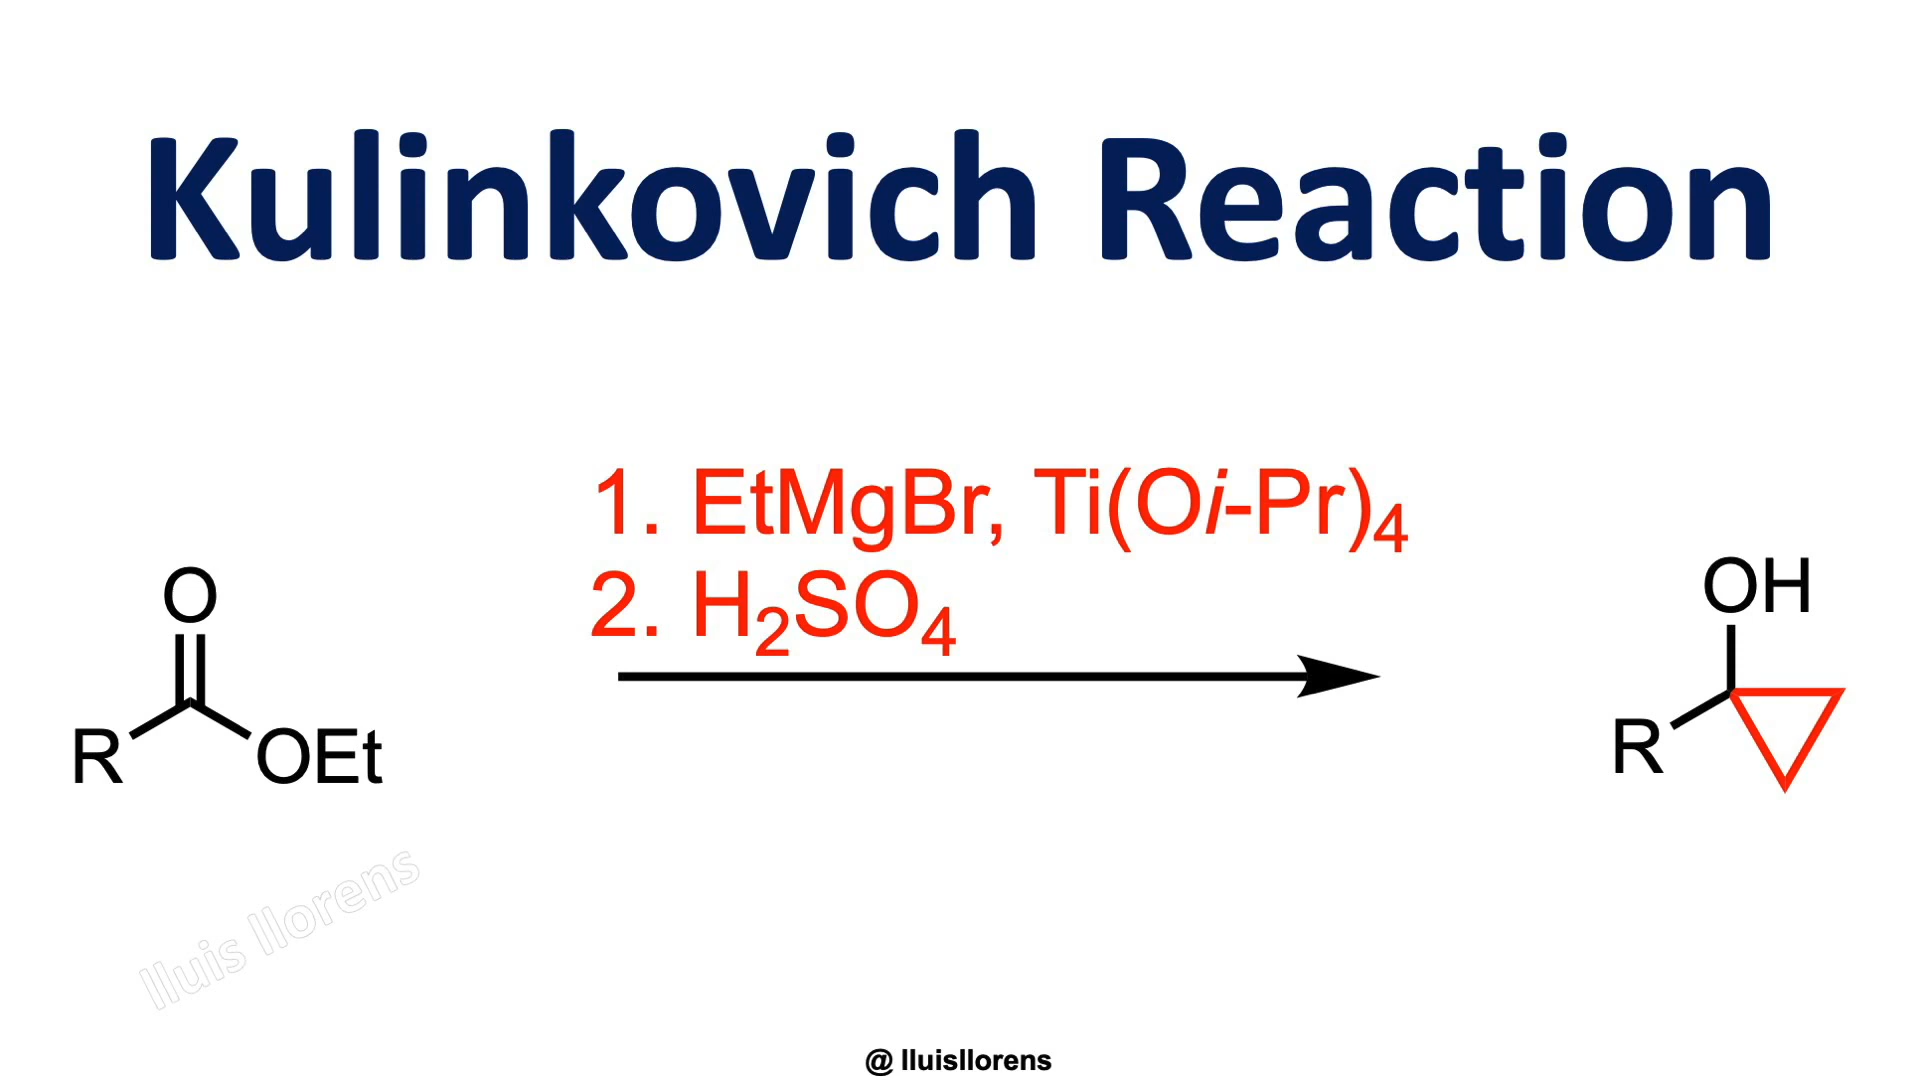 Kulinkovich Reaction
1. EtMgBr, Ti(Oi-Pr)4
2. H2SO4
O
R
OEt
OH
R
lluis llorens
@ lluisllorens